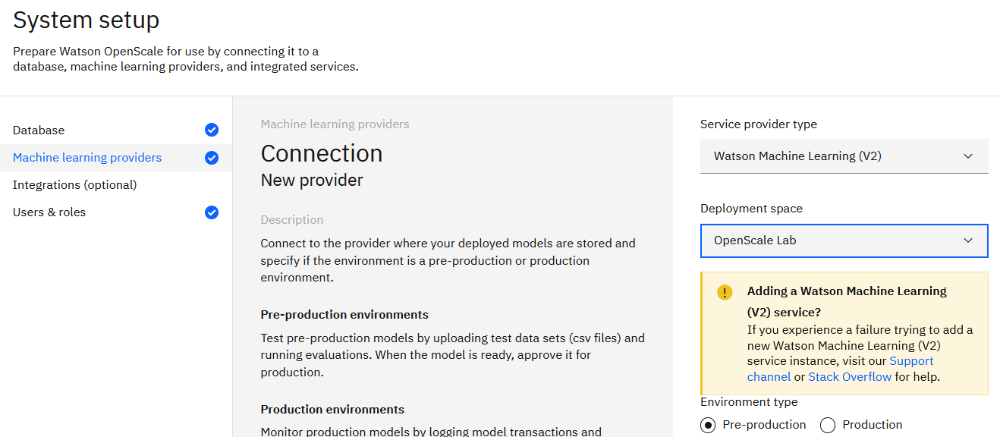 System setup
Prepare Watson OpenScale for use by connecting it to a
database, machine learning providers, and integrated services.
Database
Machine learning providers
Integrations (optional)
Users & roles
Machine learning providers
Connection
New provider
Description
Connect to the provider where your deployed models are stored and
specify if the environment is a pre-production or production
environment.
Pre-production environments
Test pre-production models by uploading test data sets (csv files) and
running evaluations. When the model is ready, approve it for
production.
Production environments
Monitor production models by logging model transactions and
Service provider type
Watson Machine Learning (V2)
Deployment space
OpenScale Lab
Adding a Watson Machine Learning
(V2) service?
If you experience a failure trying to add a
new Watson Machine Learning (V2)
service instance, visit our Support
channel or Stack Overflow for help.
Environment type
Pre-production
Production